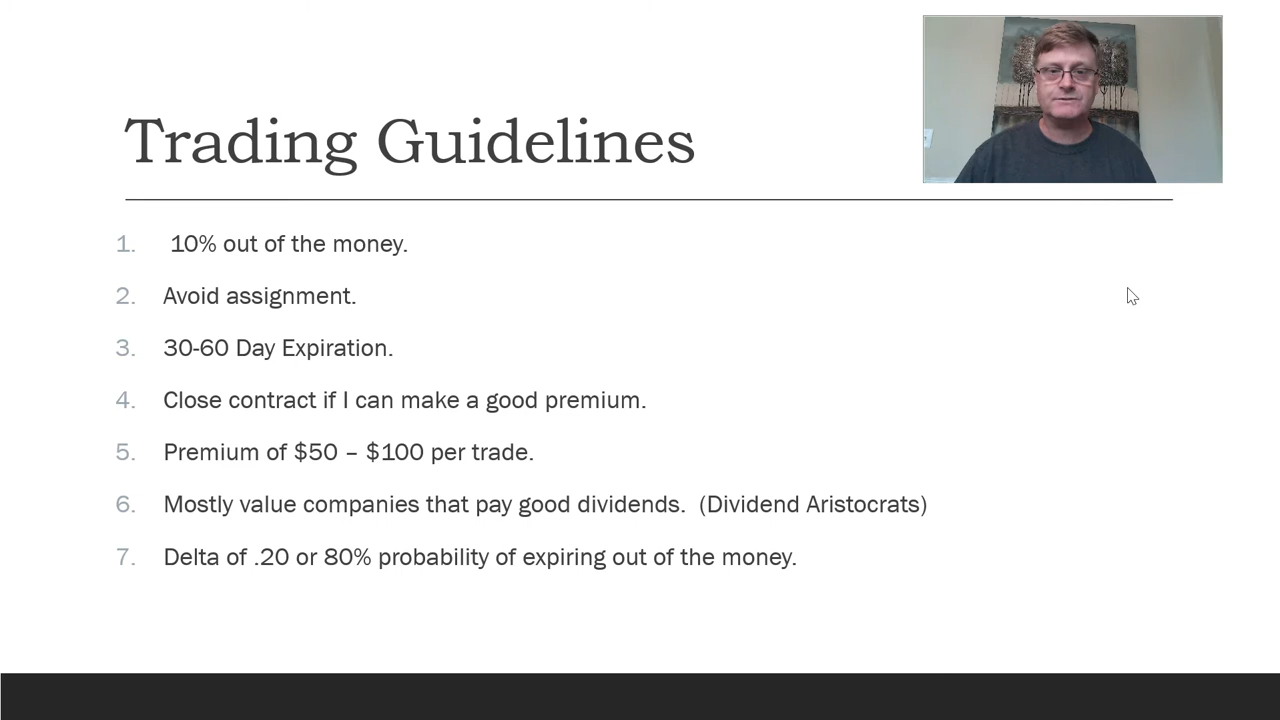 Trading Guidelines
1. 10% out of the money.
2. Avoid assignment.
3. 30-60 Day Expiration.
4. Close contract if I can make a good premium.
5. Premium of $50 – $100 per trade.
6. Mostly value companies that pay good dividends. (Dividend Aristocrats)
7. Delta of .20 or 80% probability of expiring out of the money.